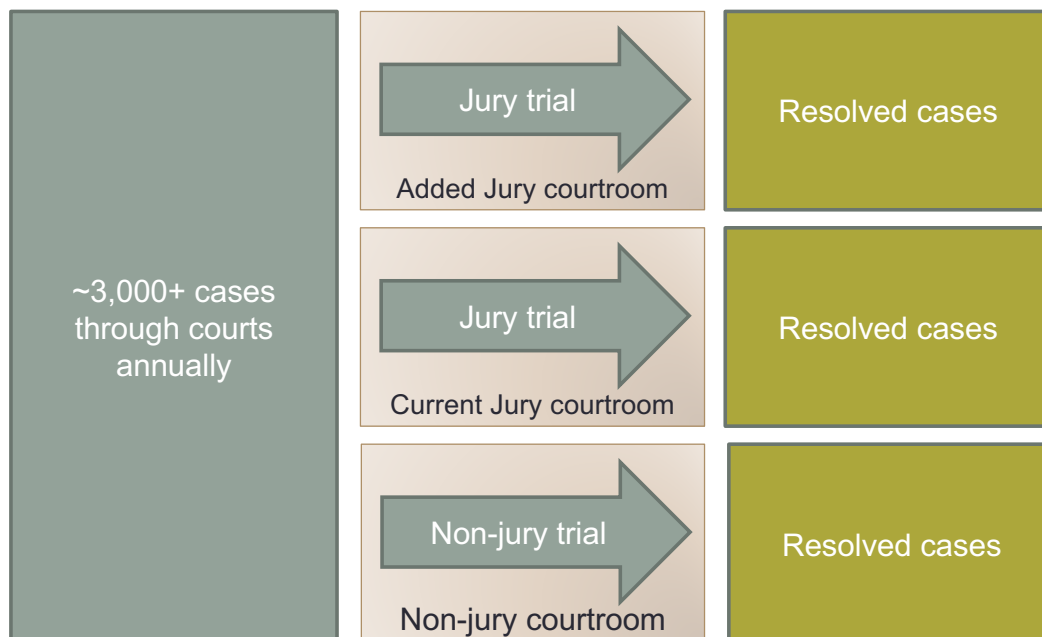 ~3,000+ cases
through courts
annually
Jury trial
Added Jury courtroom
Resolved cases
Jury trial
Current Jury courtroom
Resolved cases
Non-jury trial
Non-jury courtroom
Resolved cases